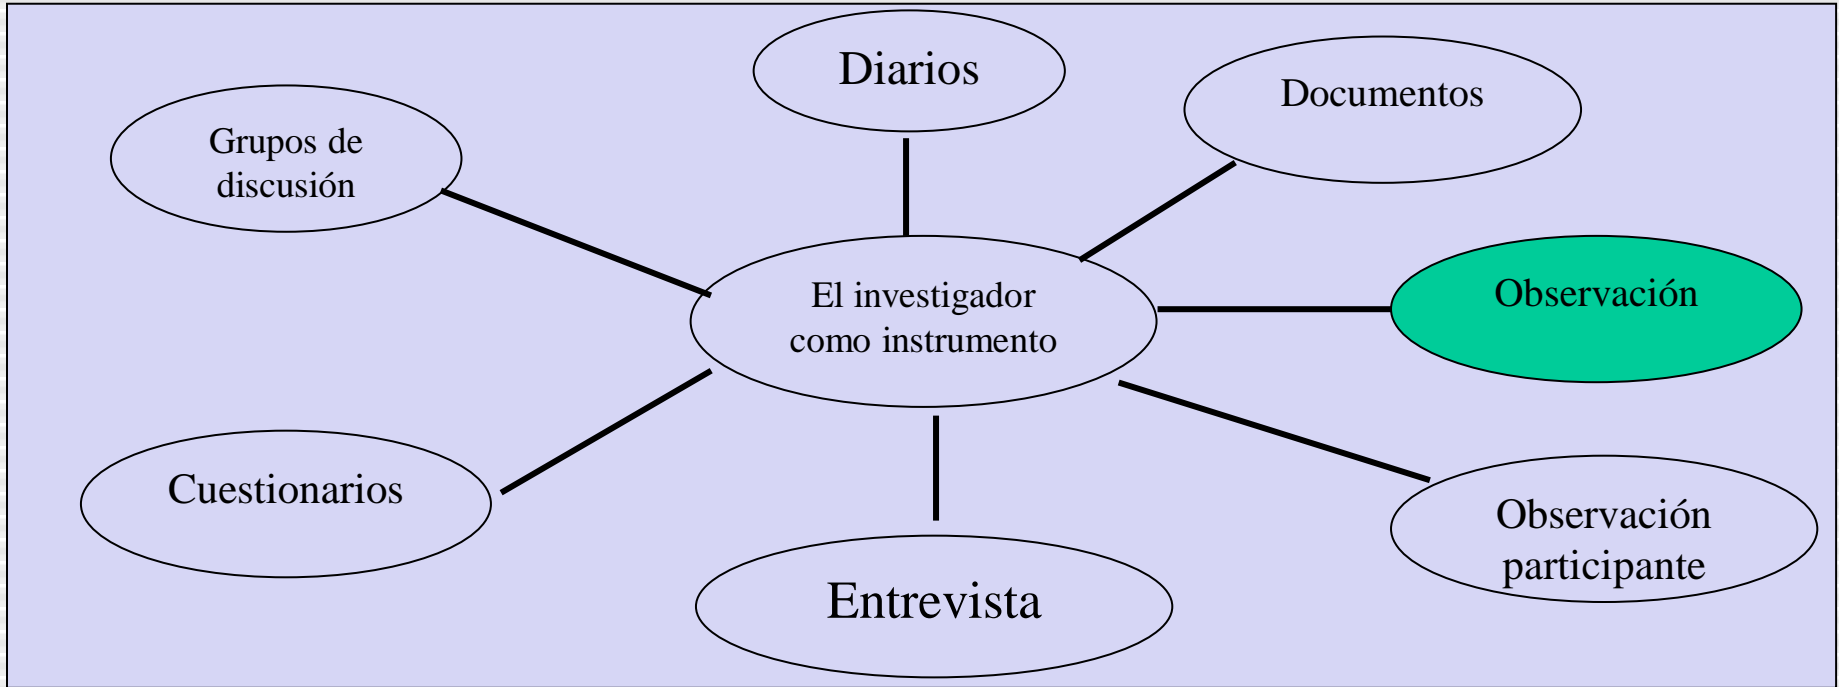 Diarios
Documentos
Grupos de
discusión
El investigador
como instrumento
Observación
Cuestionarios
Observación
participante
Entrevista